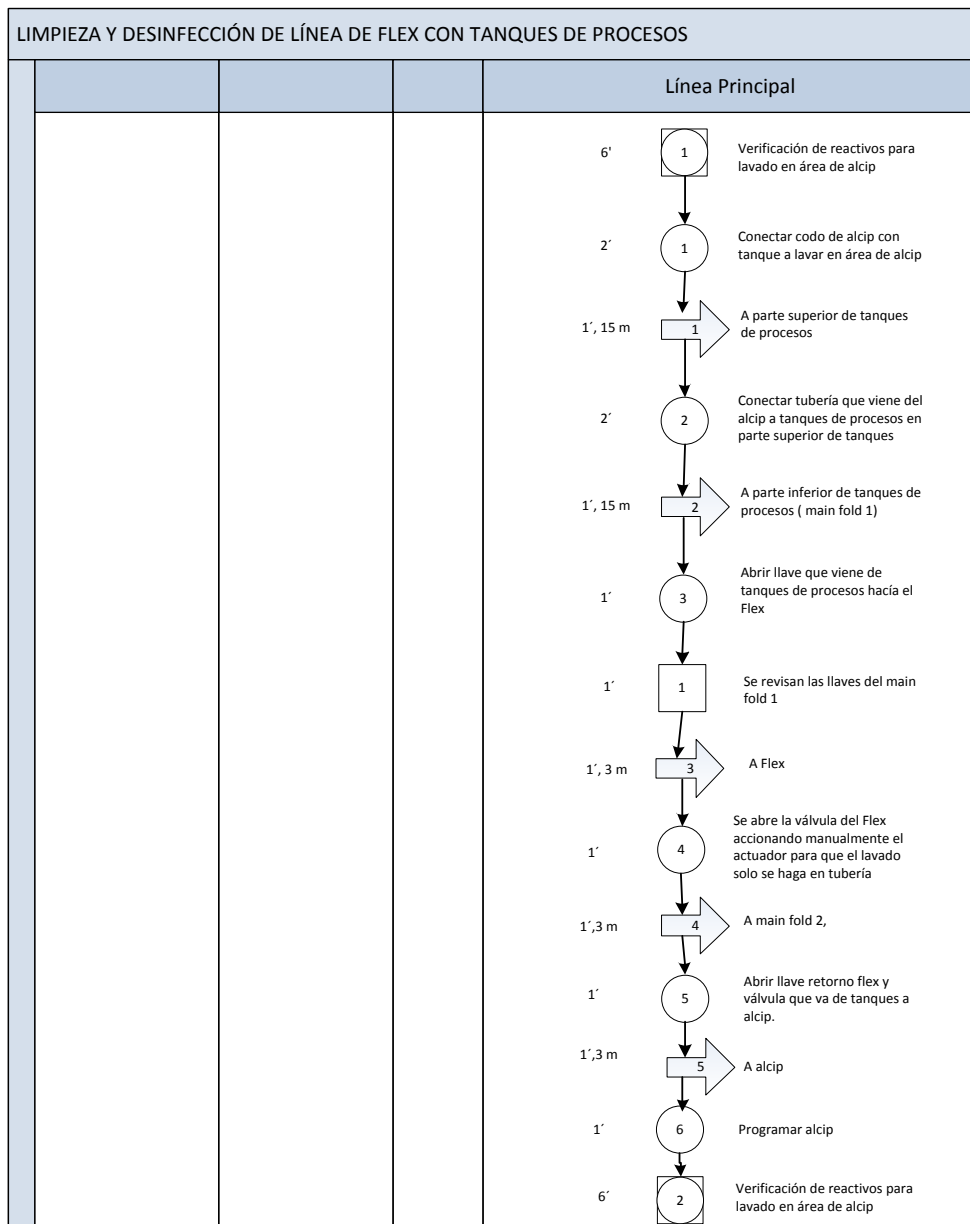 LIMPIEZA Y DESINFECCIÓN DE LÍNEA DE FLEX CON TANQUES DE PROCESOS
Línea Principal
6'
1
Verificación de reactivos para
lavado en área de alcip
2´
1
Conectar codo de alcip con
tanque a lavar en área de alcip
1´, 15 m
1
A parte superior de tanques
de procesos
2´
2
Conectar tubería que viene del
alcip a tanques de procesos en
parte superior de tanques
1´, 15 m
2
A parte inferior de tanques de
procesos ( main fold 1)
1´
3
Abrir llave que viene de
tanques de procesos hacía el
Flex
1´
1
Se revisan las llaves del main
fold 1
1´, 3 m
3
A Flex
1´
4
Se abre la válvula del Flex
accionando manualmente el
actuador para que el lavado
solo se haga en tubería
1´,3 m
4
A main fold 2,
1´
5
Abrir llave retorno flex y
válvula que va de tanques a
alcip.
1´,3 m
5
A alcip
1´
6
Programar alcip
6´
2
Verificación de reactivos para
lavado en área de alcip